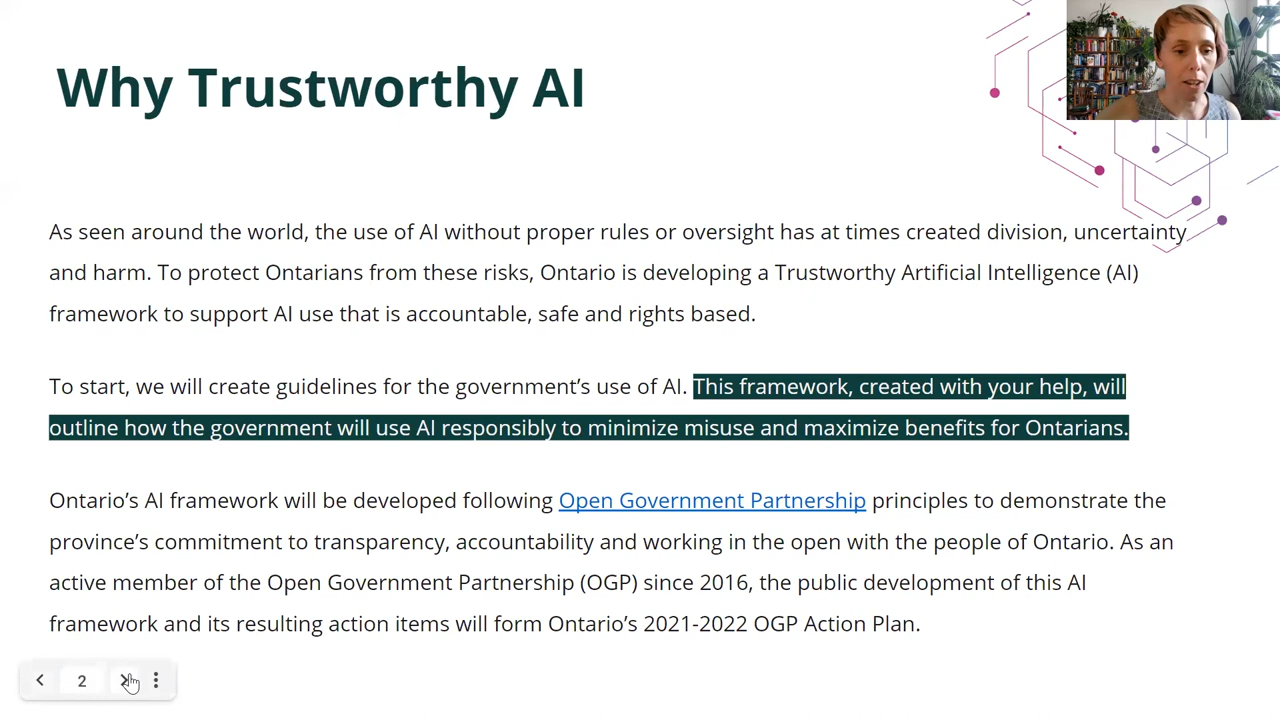 Why Trustworthy AI
As seen around the world, the use of AI without proper rules or oversight has at times created division, uncertainty
and harm. To protect Ontarians from these risks, Ontario is developing a Trustworthy Artificial Intelligence (AI)
framework to support AI use that is accountable, safe and rights based.
To start, we will create guidelines for the government’s use of AI. This framework, created with your help, will
outline how the government will use AI responsibly to minimize misuse and maximize benefits for Ontarians.
Ontario’s AI framework will be developed following Open Government Partnership principles to demonstrate the
province’s commitment to transparency, accountability and working in the open with the people of Ontario. As an
active member of the Open Government Partnership (OGP) since 2016, the public development of this AI
framework and its resulting action items will form Ontario’s 2021-2022 OGP Action Plan.
2